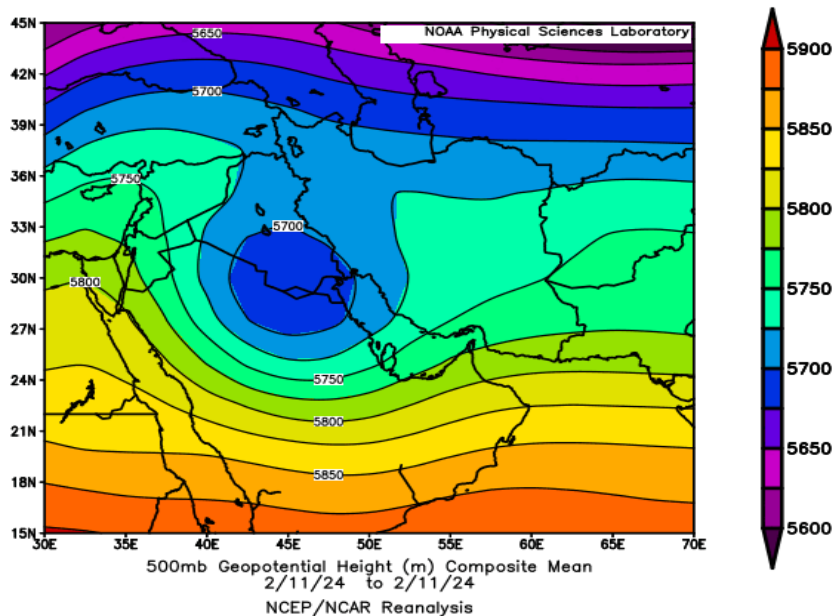 NOAA Physical Sciences Laboratory
45N
42N
39N
36N
33N
30N
27N
24N
21N
18N
15N
5650
5700
5750
5700
5800
5750
5800
5850
30E 35E 40E 45E 50E 55E 60E 65E 70E
5900
5850
5800
5750
5700
5650
5600
500mb Geopotential Height (m) Composite Mean
2/11/24 to 2/11/24
NCEP/NCAR Reanalysis